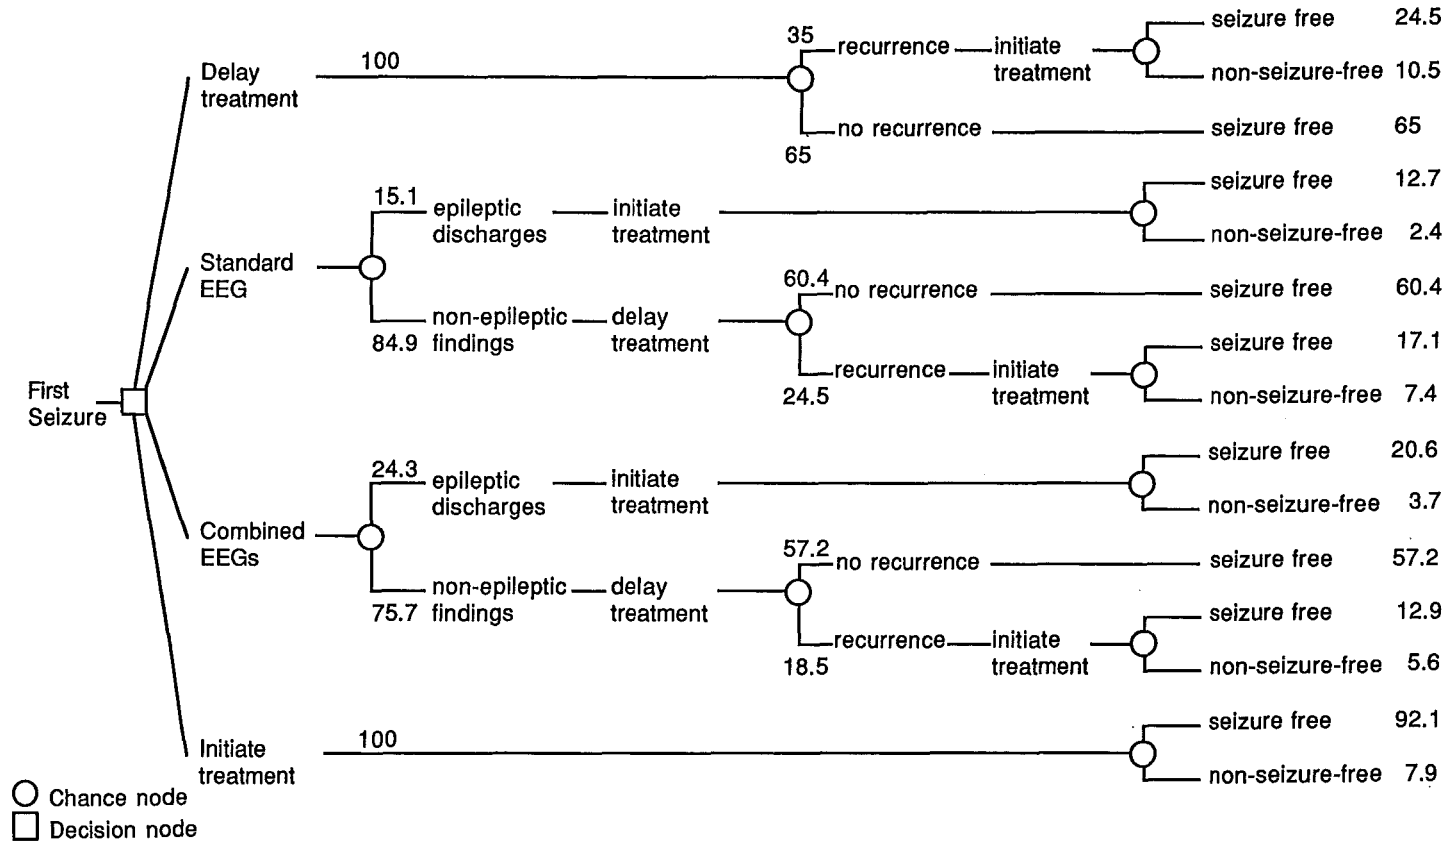 35
recurrence
initiate
treatment
seizure free 24.5
non-seizure-free 10.5
Delay
treatment
100
no recurrence
65
seizure free 65
15.1
epileptic
discharges
initiate
treatment
seizure free 12.7
non-seizure-free 2.4
Standard
EEG
84.9
non-epileptic
findings
delay
treatment
60.4
no recurrence
seizure free 60.4
24.5
recurrence
initiate
treatment
seizure free 17.1
non-seizure-free 7.4
First
Seizure
24.3
epileptic
discharges
initiate
treatment
seizure free 20.6
non-seizure-free 3.7
Combined
EEGs
75.7
non-epileptic
findings
delay
treatment
57.2
no recurrence
seizure free 57.2
18.5
recurrence
initiate
treatment
seizure free 12.9
non-seizure-free 5.6
Initiate
treatment
100
seizure free 92.1
non-seizure-free 7.9
Chance node
Decision node